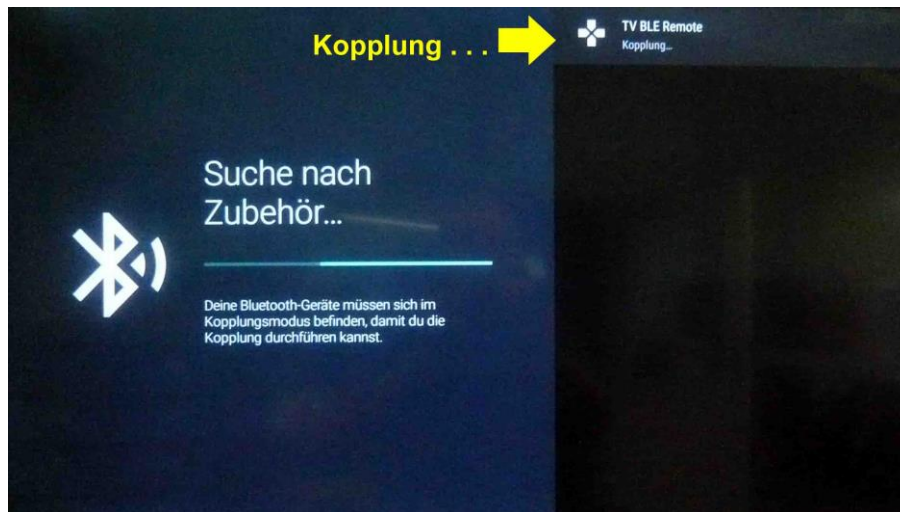 Kopplung . . .
TV BLE Remote
Kopplung...
Suche nach
Zubehör...
Deine Bluetooth-Geräte müssen sich im
Kopplungsmodus befinden, damit du die
Kopplung durchführen kannst.